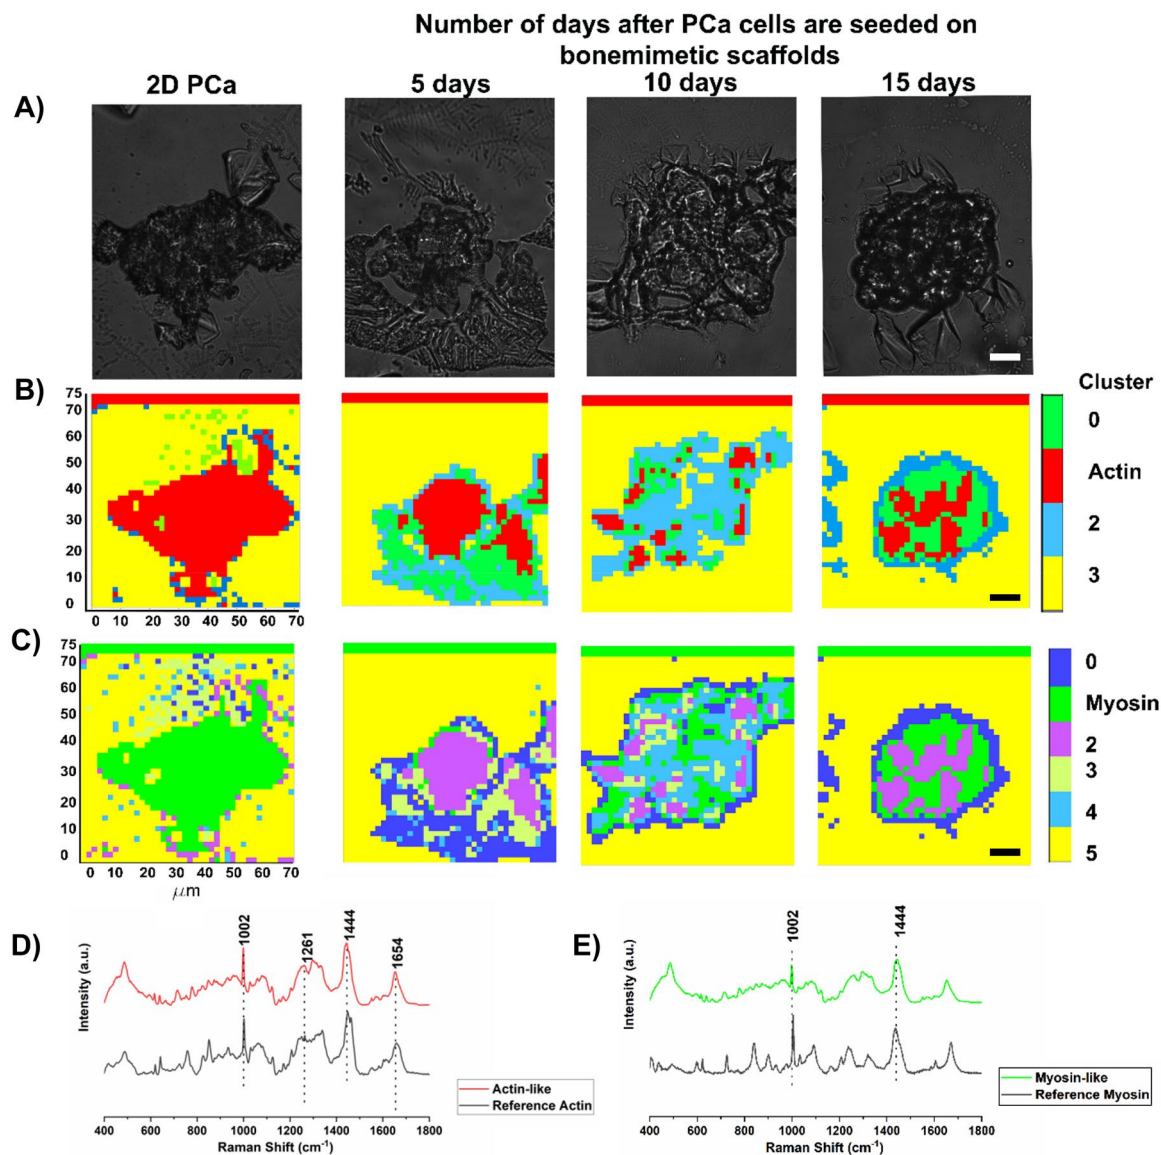 Number of days after PCa cells are seeded on
bonemimetic scaffolds
2D PCa
5 days
10 days
15 days
A)
B)
75
70
60
50
40
30
20
10
0
0 10 20 30 40 50 60 70
Cluster
0
Actin
2
3
C)
75
70
60
50
40
30
20
10
0
0 10 20 30 40 50 60 70
μm
0
Myosin
2
3
4
5
D)
1002
1261
1444
1654
Intensity (a.u.)
Actin-like
Reference Actin
400 600 800 1000 1200 1400 1600 1800
Raman Shift (cm-1)
E)
1002
1444
Intensity (a.u.)
Myosin-like
Reference Myosin
400 600 800 1000 1200 1400 1600 1800
Raman Shift (cm-1)